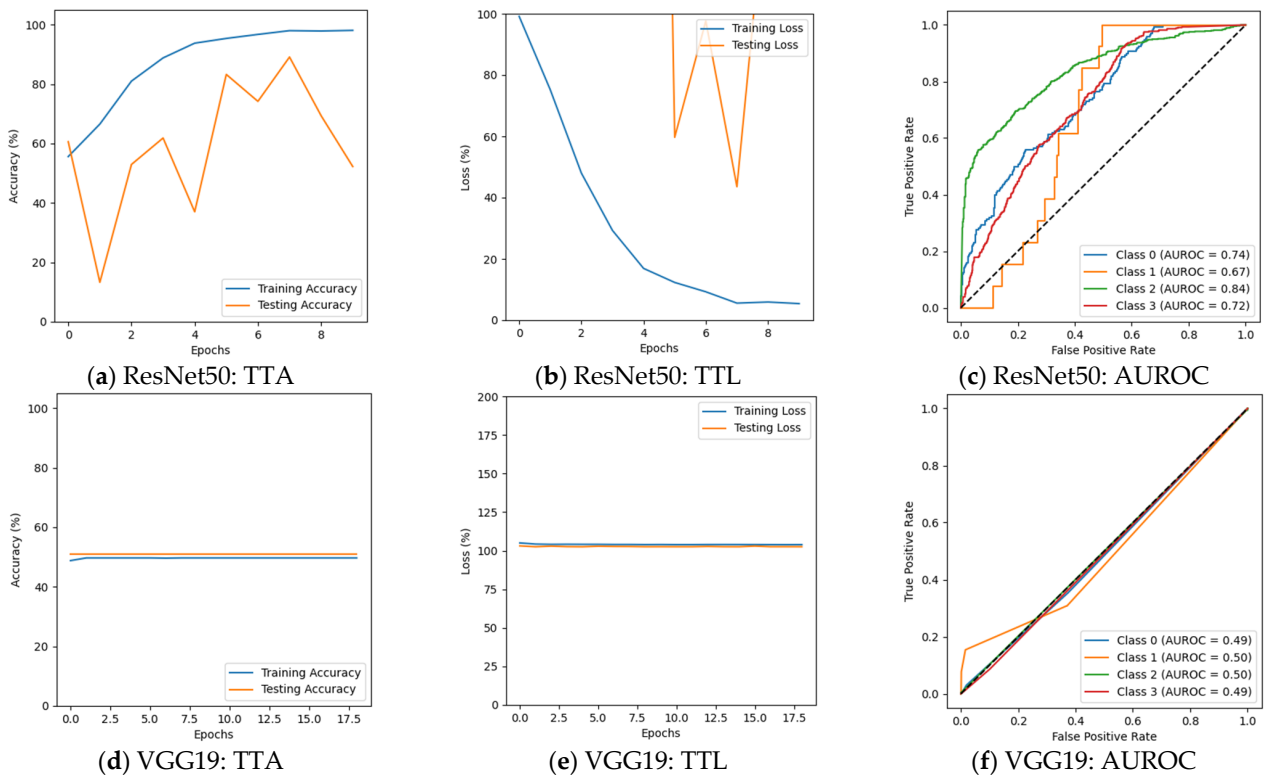 100
80
60
40
20
0
Accuracy (%)
0 2 4 6 8
Epochs
Training Accuracy
Testing Accuracy
(a) ResNet50: TTA
100
80
60
40
20
0
Loss (%)
0 2 4 6 8
Epochs
Training Loss
Testing Loss
(b) ResNet50: TTL
1.0
0.8
0.6
0.4
0.2
0.0
True Positive Rate
0.0 0.2 0.4 0.6 0.8 1.0
False Positive Rate
Class 0 (AUROC = 0.74)
Class 1 (AUROC = 0.67)
Class 2 (AUROC = 0.84)
Class 3 (AUROC = 0.72)
(c) ResNet50: AUROC
100
80
60
40
20
0
Accuracy (%)
0.0 2.5 5.0 7.5 10.0 12.5 15.0 17.5
Epochs
Training Accuracy
Testing Accuracy
(d) VGG19: TTA
200
175
150
125
100
75
50
25
0
Loss (%)
0.0 2.5 5.0 7.5 10.0 12.5 15.0 17.5
Epochs
Training Loss
Testing Loss
(e) VGG19: TTL
1.0
0.8
0.6
0.4
0.2
0.0
True Positive Rate
0.0 0.2 0.4 0.6 0.8 1.0
False Positive Rate
Class 0 (AUROC = 0.49)
Class 1 (AUROC = 0.50)
Class 2 (AUROC = 0.50)
Class 3 (AUROC = 0.49)
(f) VGG19: AUROC